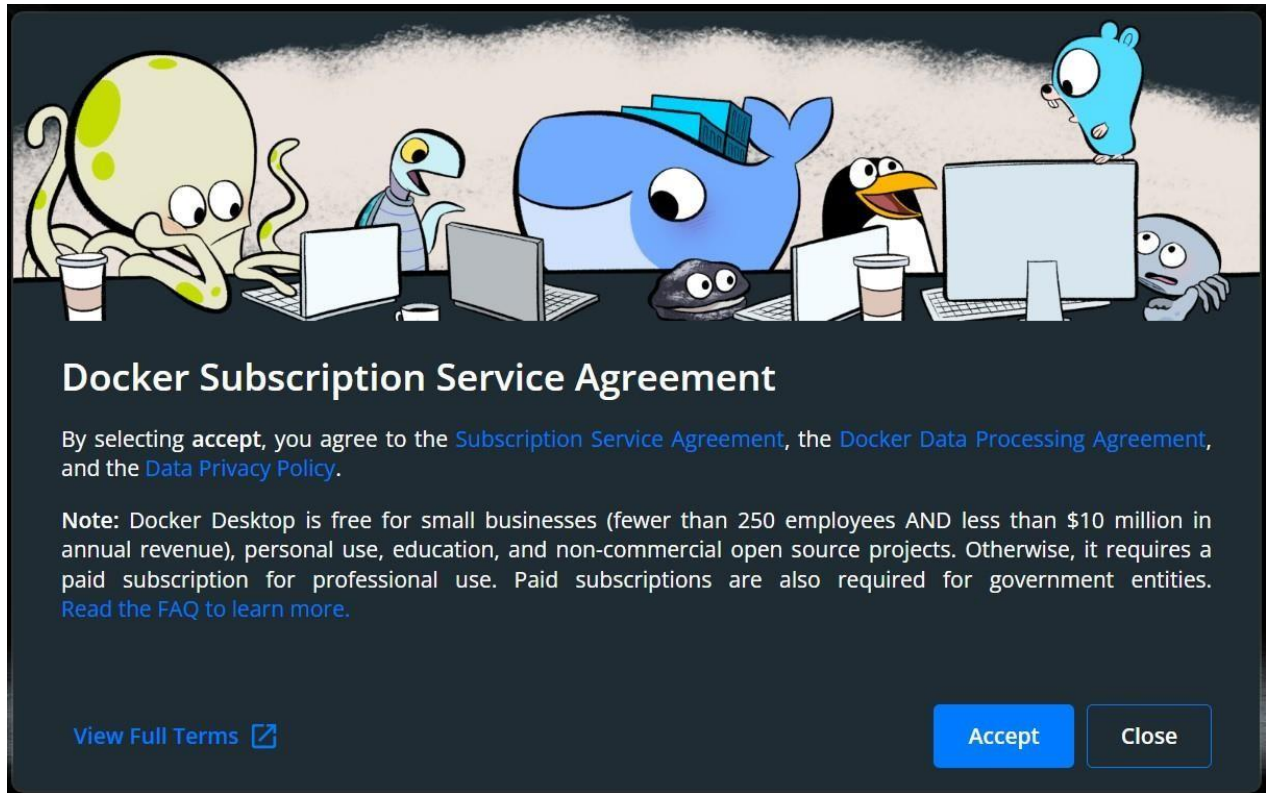 Docker Subscription Service Agreement
By selecting accept, you agree to the Subscription Service Agreement, the Docker Data Processing Agreement,
and the Data Privacy Policy.
Note: Docker Desktop is free for small businesses (fewer than 250 employees AND less than $10 million in
annual revenue), personal use, education, and non-commercial open source projects. Otherwise, it requires a
paid subscription for professional use. Paid subscriptions are also required for government entities.
Read the FAQ to learn more.
View Full Terms
Accept
Close